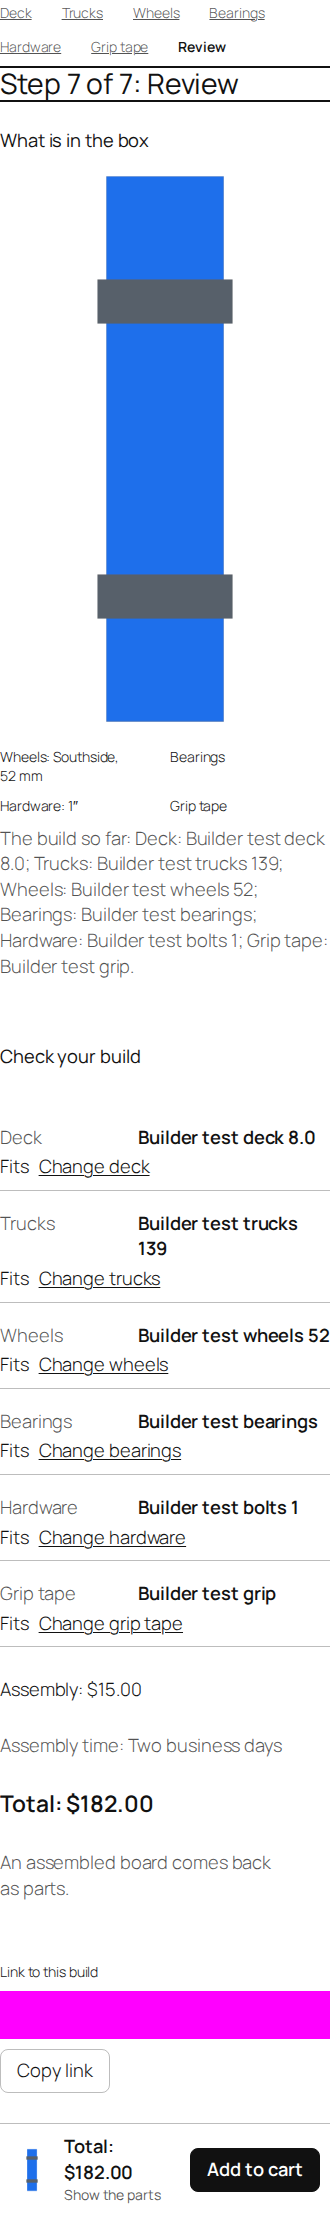 Deck Trucks Wheels Bearings
Hardware Grip tape Review
Step 7 of 7: Review
What is in the box
Wheels: Southside, 52 mm
Bearings
Hardware: 1″
Grip tape
The build so far: Deck: Builder test deck
8.0; Trucks: Builder test trucks 139;
Wheels: Builder test wheels 52;
Bearings: Builder test bearings;
Hardware: Builder test bolts 1; Grip tape:
Builder test grip.
Check your build
Deck Builder test deck 8.0
Fits Change deck
Trucks Builder test trucks
139
Fits Change trucks
Wheels Builder test wheels 52
Fits Change wheels
Bearings Builder test bearings
Fits Change bearings
Hardware Builder test bolts 1
Fits Change hardware
Grip tape Builder test grip
Fits Change grip tape
Assembly: $15.00
Assembly time: Two business days
Total: $182.00
An assembled board comes back
as parts.
Link to this build
Copy link
Total:
$182.00
Show the parts
Add to cart